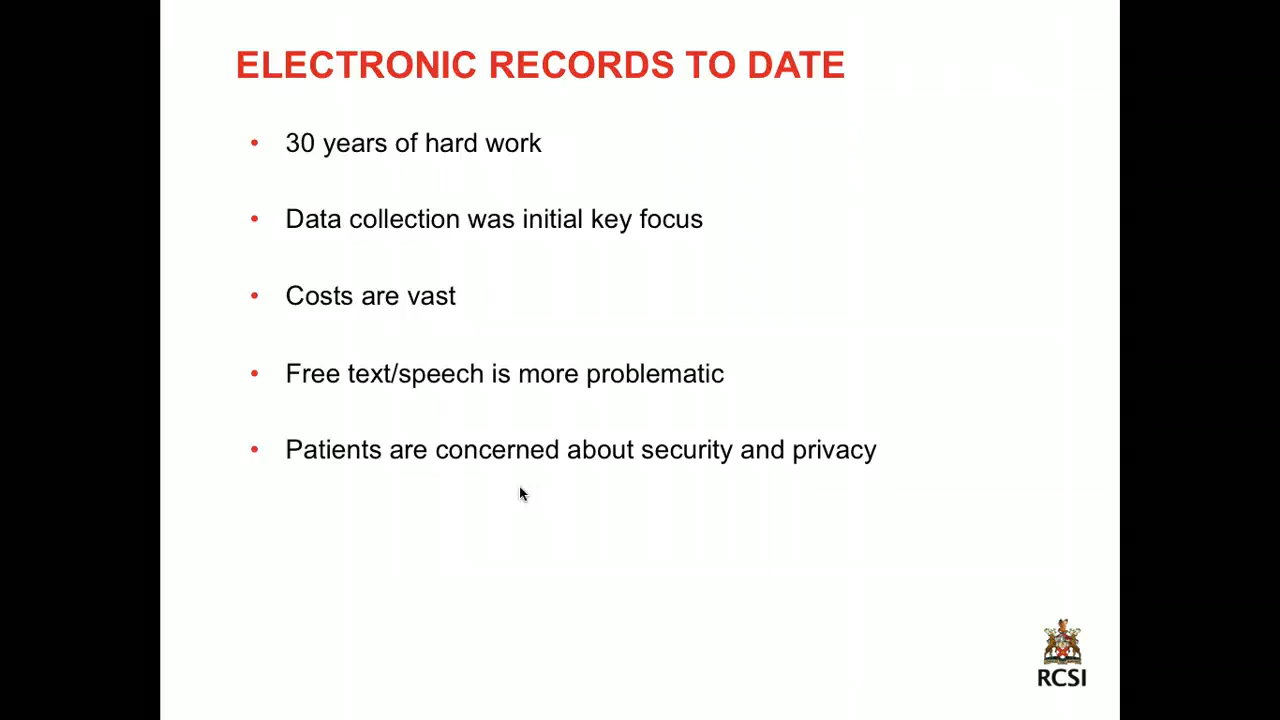 ELECTRONIC RECORDS TO DATE
• 30 years of hard work
• Data collection was initial key focus
• Costs are vast
• Free text/speech is more problematic
• Patients are concerned about security and privacy
RCSI